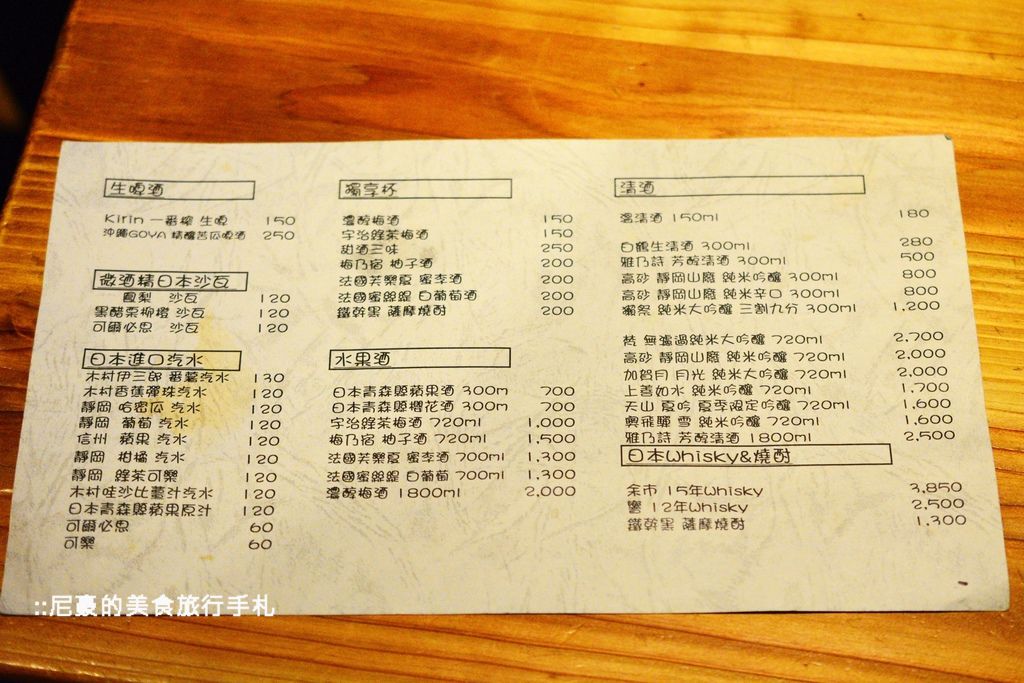 生啤酒
Kirin 一番榨 生啤 150
沖繩GOYA 精釀苦瓜啤酒 250
微酒精日本沙瓦
鳳梨 沙瓦 120
黑醋栗柳橙 沙瓦 120
可爾必思 沙瓦 120
日本進口汽水
木村伊三郎 番薯汽水 130
木村香蕉彈珠汽水 120
靜岡 哈密瓜 汽水 120
靜岡 葡萄 汽水 120
信州 蘋果 汽水 120
靜岡 柑橘 汽水 120
靜岡 綠茶可樂 120
木村哇沙比薑汁汽水 120
日本青森縣蘋果原汁 120
可爾必思 60
可樂 60
獨享杯
濃醇梅酒 150
宇治綠茶梅酒 150
甜酒三味 250
梅乃宿 柚子酒 200
法國芙樂夏 蜜李酒 200
法國蜜緹緹 白葡萄酒 200
鐵幹黑 薩摩燒酎 200
水果酒
日本青森縣蘋果酒 300m 700
日本青森縣櫻花酒 300m 700
宇治綠茶梅酒 720ml 1,000
梅乃宿 柚子酒 720ml 1,500
法國芙樂夏 蜜李酒 700ml 1,300
法國蜜緹緹 白葡萄 700ml 1,300
濃醇梅酒 1800ml 2,000
清酒
溫清酒 150ml 180
白鶴生清酒 300ml 280
雅乃詩 芳醇清酒 300ml 500
高砂 靜岡山廢 純米吟釀 300ml 800
高砂 靜岡山廢 純米辛口 300ml 800
獺祭 純米大吟釀 三割九分 300ml 1,200
梵 無濾過純米大吟釀 720ml 2,700
高砂 靜岡山廢 純米吟釀 720ml 2,000
加賀月 月光 純米大吟釀 720ml 2,000
上善如水 純米吟釀 720ml 1,700
天山 夏吟 夏季限定吟釀 720ml 1,600
奧飛驒 雪 純米吟釀 720ml 1,600
雅乃詩 芳醇清酒 1800ml 2,500
日本Whisky&燒酎
余市 15年Whisky 3,850
響 12年Whisky 2,500
鐵幹黑 薩摩燒酎 1,300
::尼豪的美食旅行手札